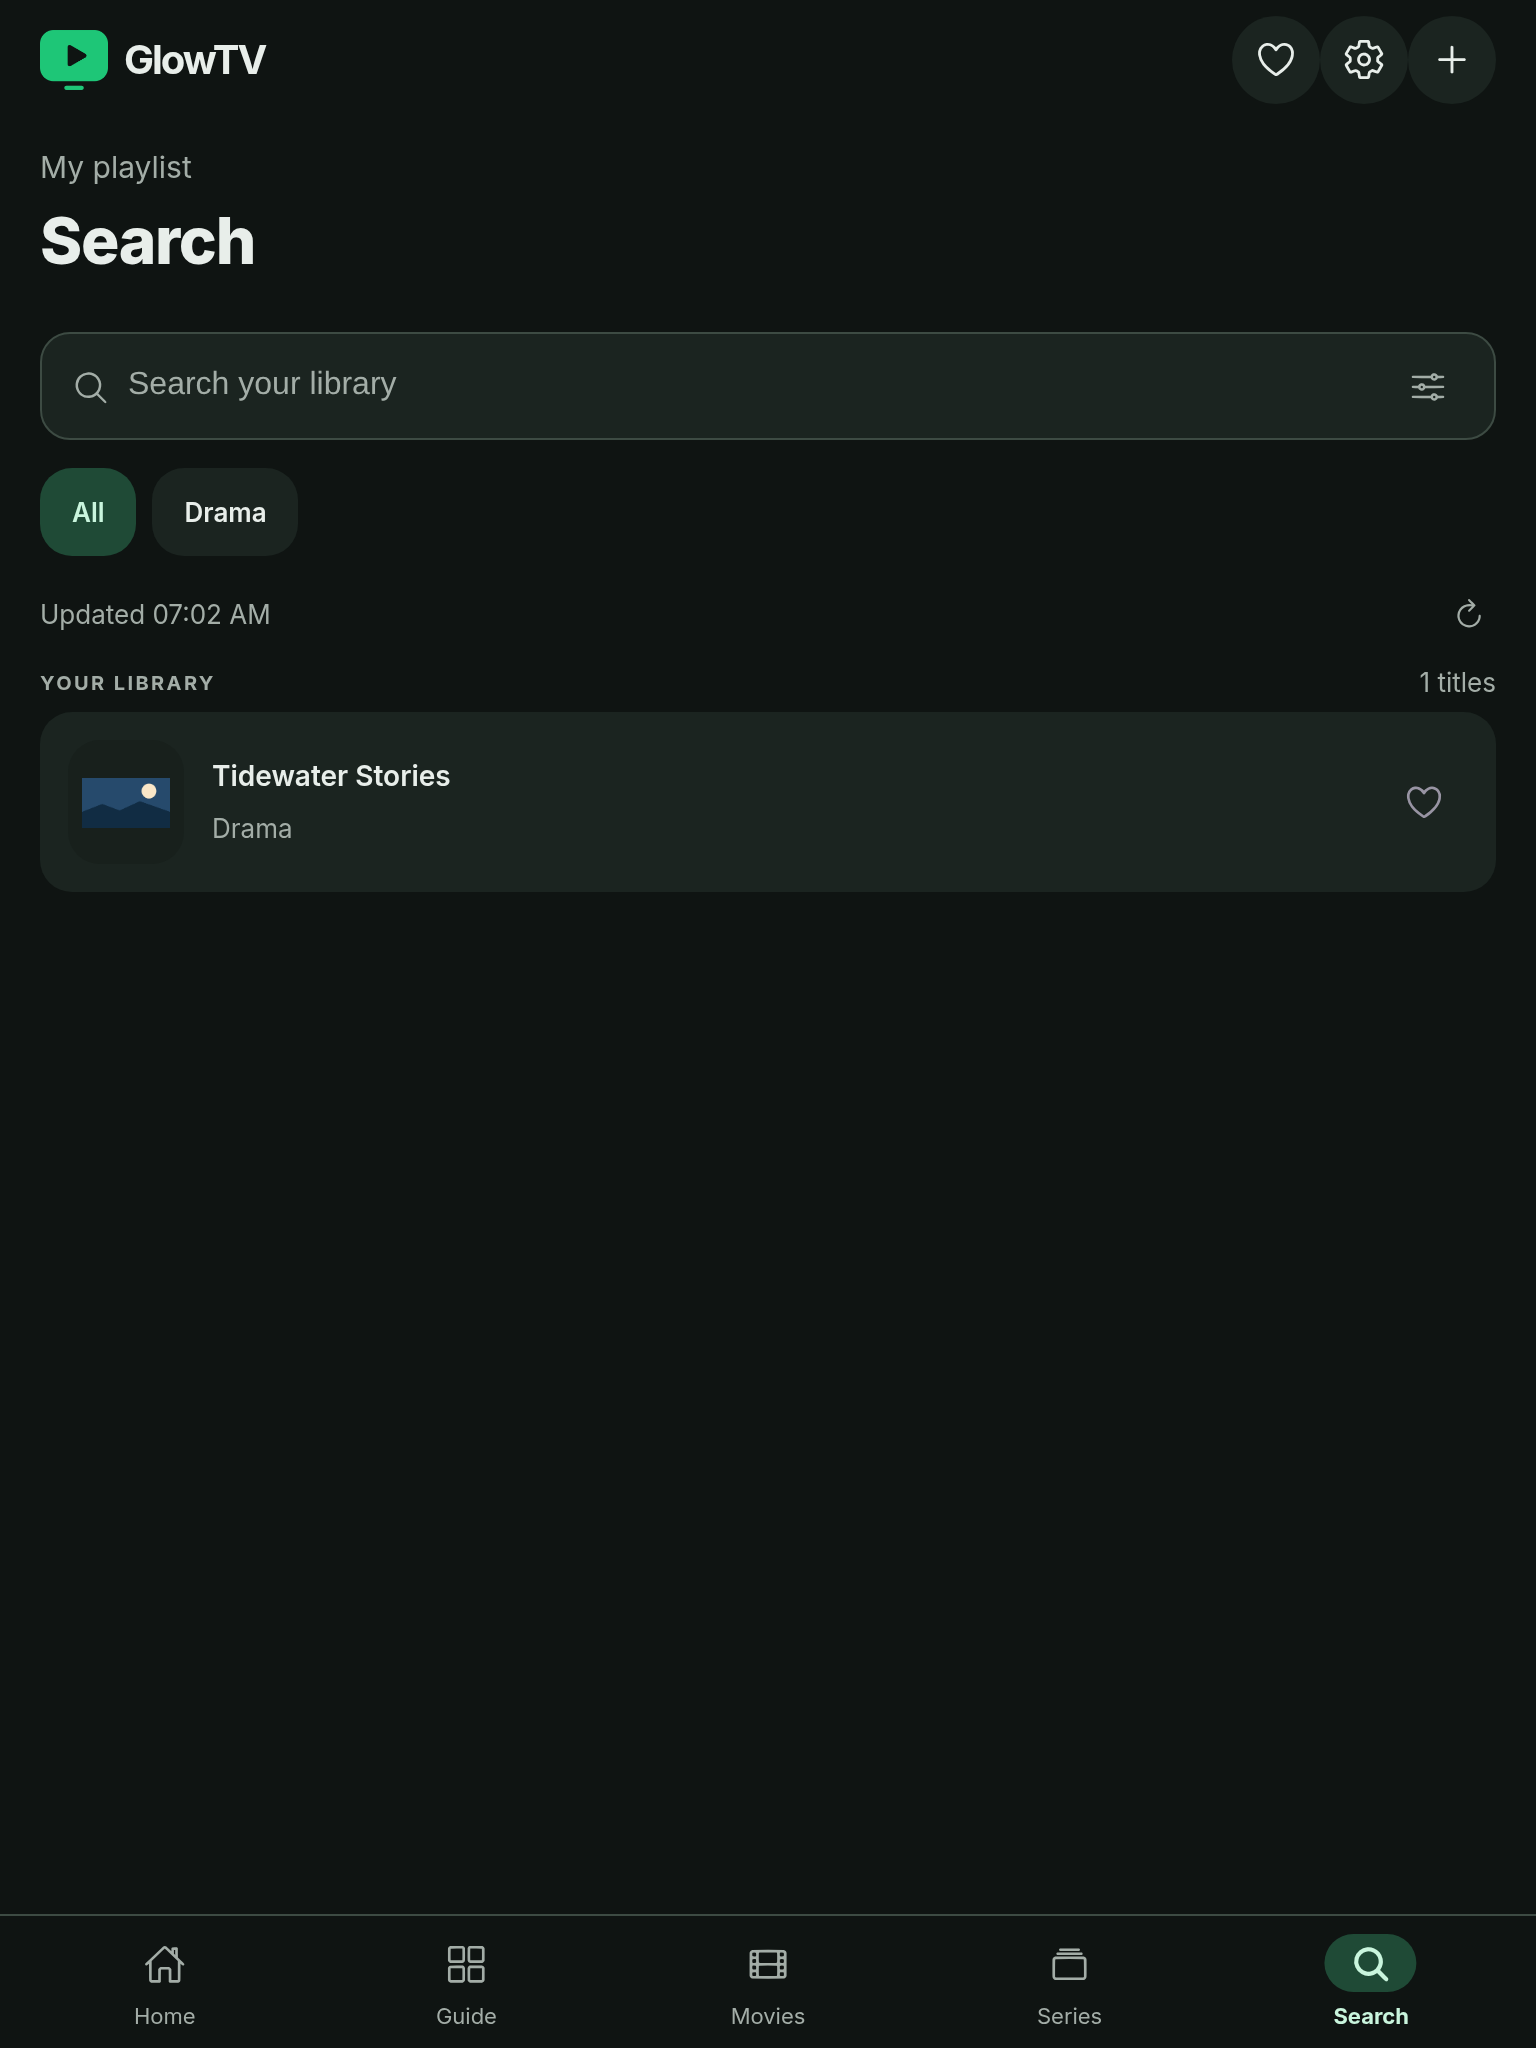 GlowTV
My playlist
Search
Search your library
All
Drama
Updated 07:02 AM
YOUR LIBRARY
1 titles
Tidewater Stories
Drama
Home
Guide
Movies
Series
Search